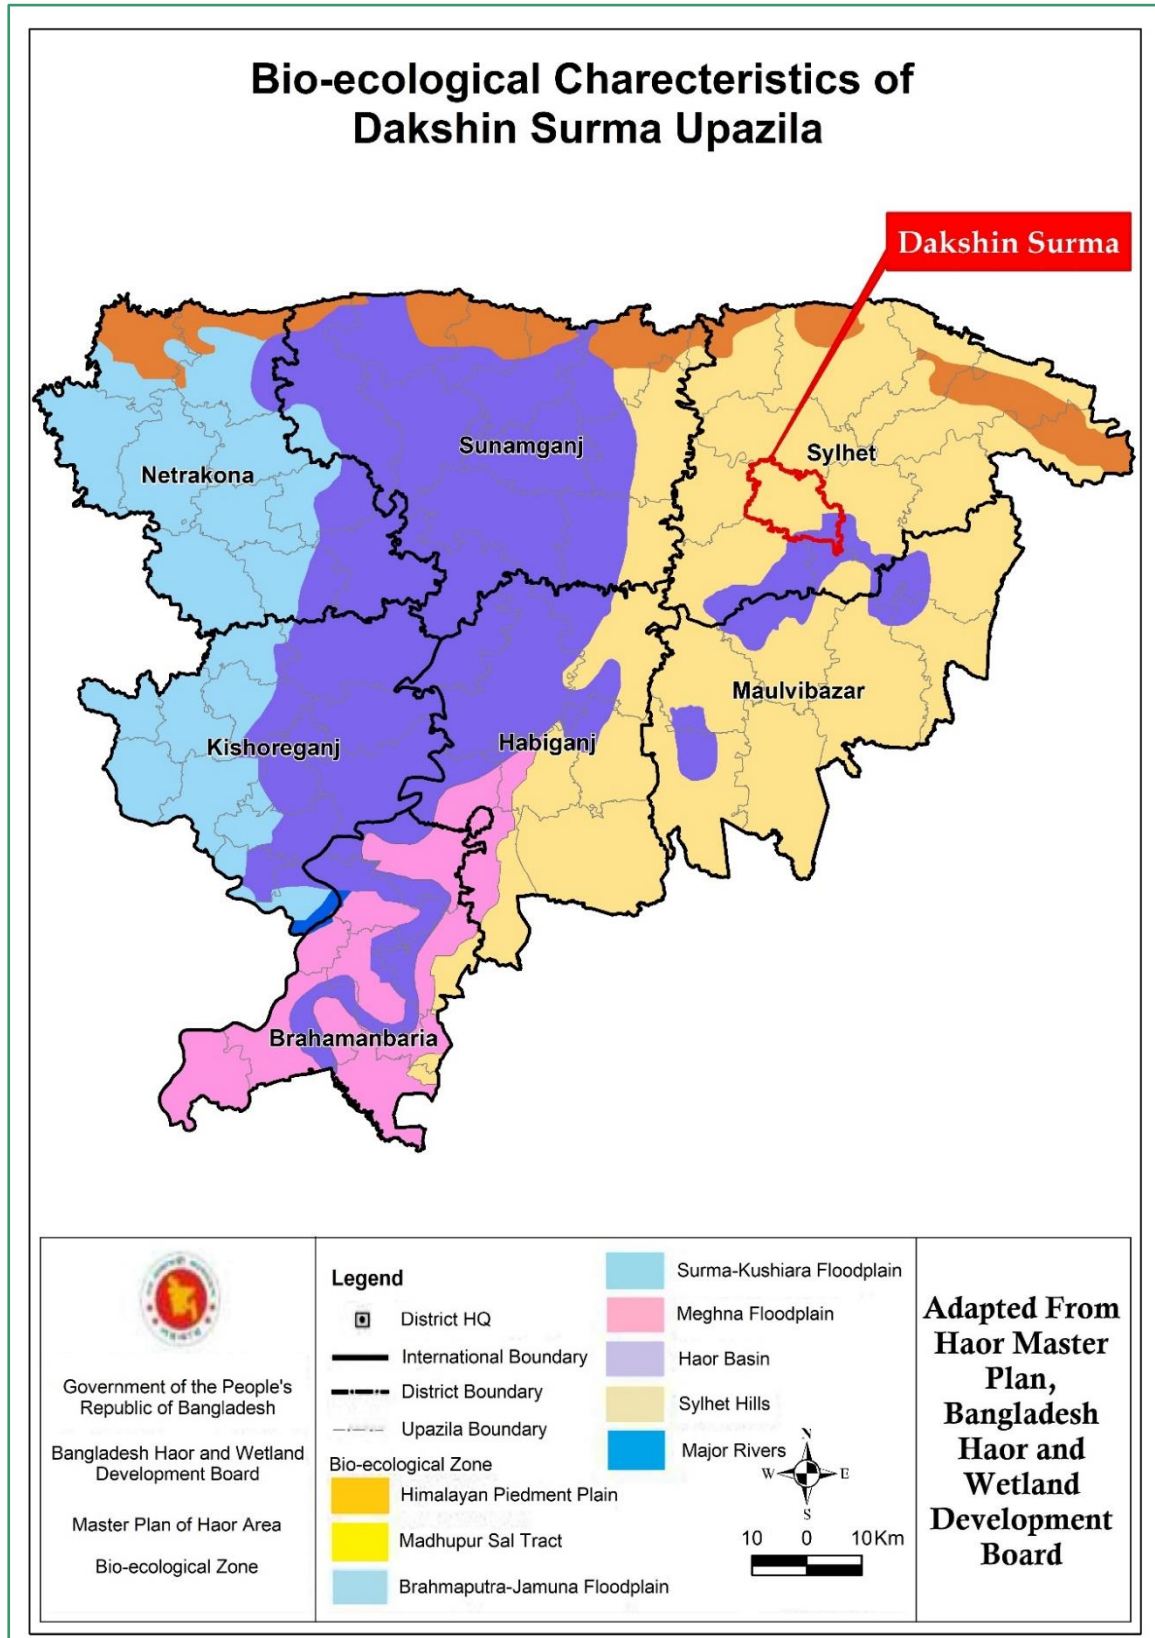 Bio-ecological Charecteristics of
Dakshin Surma Upazila
Dakshin Surma
Sunamganj
Netrakona
Sylhet
Maulvibazar
Kishoreganj
Habiganj
Brahamanbaria
Government of the People's
Republic of Bangladesh
Bangladesh Haor and Wetland
Development Board
Master Plan of Haor Area
Bio-ecological Zone
Legend
District HQ
International Boundary
District Boundary
Upazila Boundary
Bio-ecological Zone
Himalayan Piedment Plain
Madhupur Sal Tract
Brahmaputra-Jamuna Floodplain
Surma-Kushiara Floodplain
Meghna Floodplain
Haor Basin
Sylhet Hills
Major Rivers
N
W E
S
10 0 10 Km
Adapted From
Haor Master
Plan,
Bangladesh
Haor and
Wetland
Development
Board